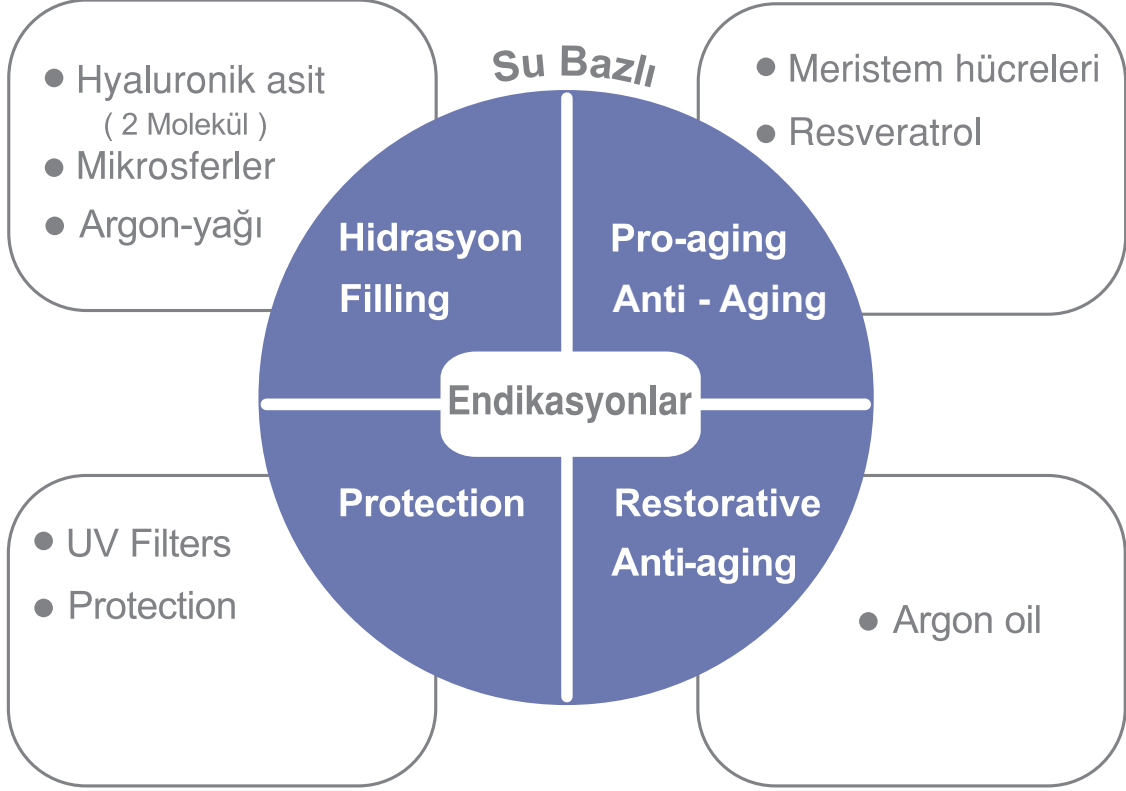 Su Bazlı
Hyaluronik asit
( 2 Molekül )
Mikrosferler
Argon-yağı
Meristem hücreleri
Resveratrol
Hidrasyon
Filling
Pro-aging
Anti - Aging
Endikasyonlar
Protection
Restorative
Anti-aging
UV Filters
Protection
Argon oil